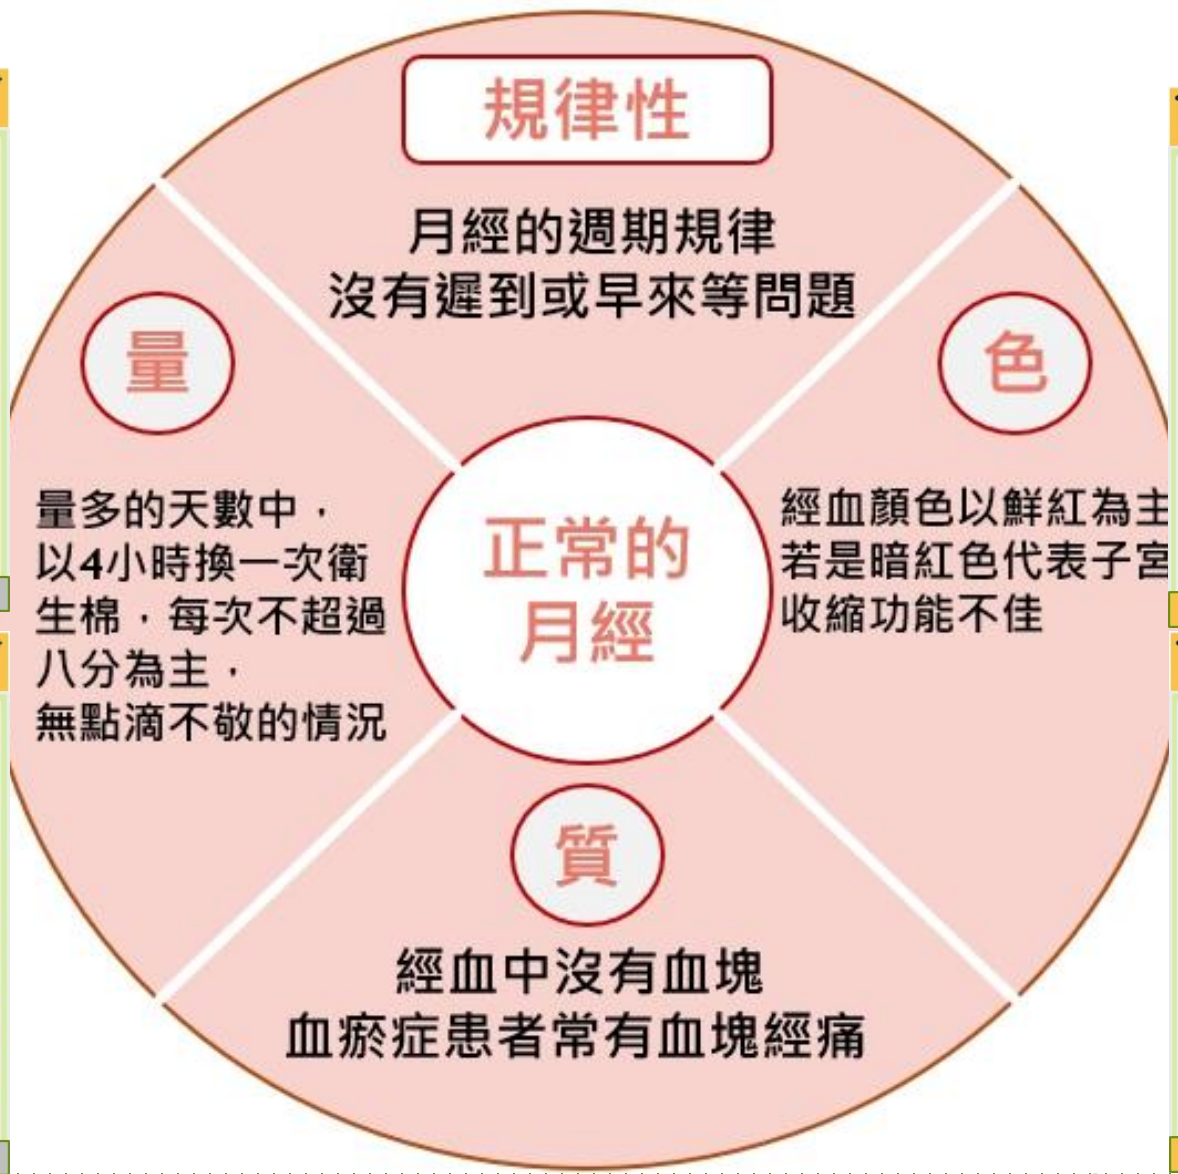 規律性
月經的週期規律
沒有遲到或早來等問題
量
量多的天數中，
以4小時換一次衛
生棉，每次不超過
八分為主，
無點滴不敬的情況
正常的
月經
色
經血顏色以鮮紅為主
若是暗紅色代表子宮
收縮功能不佳
質
經血中沒有血塊
血瘀症患者常有血塊經痛